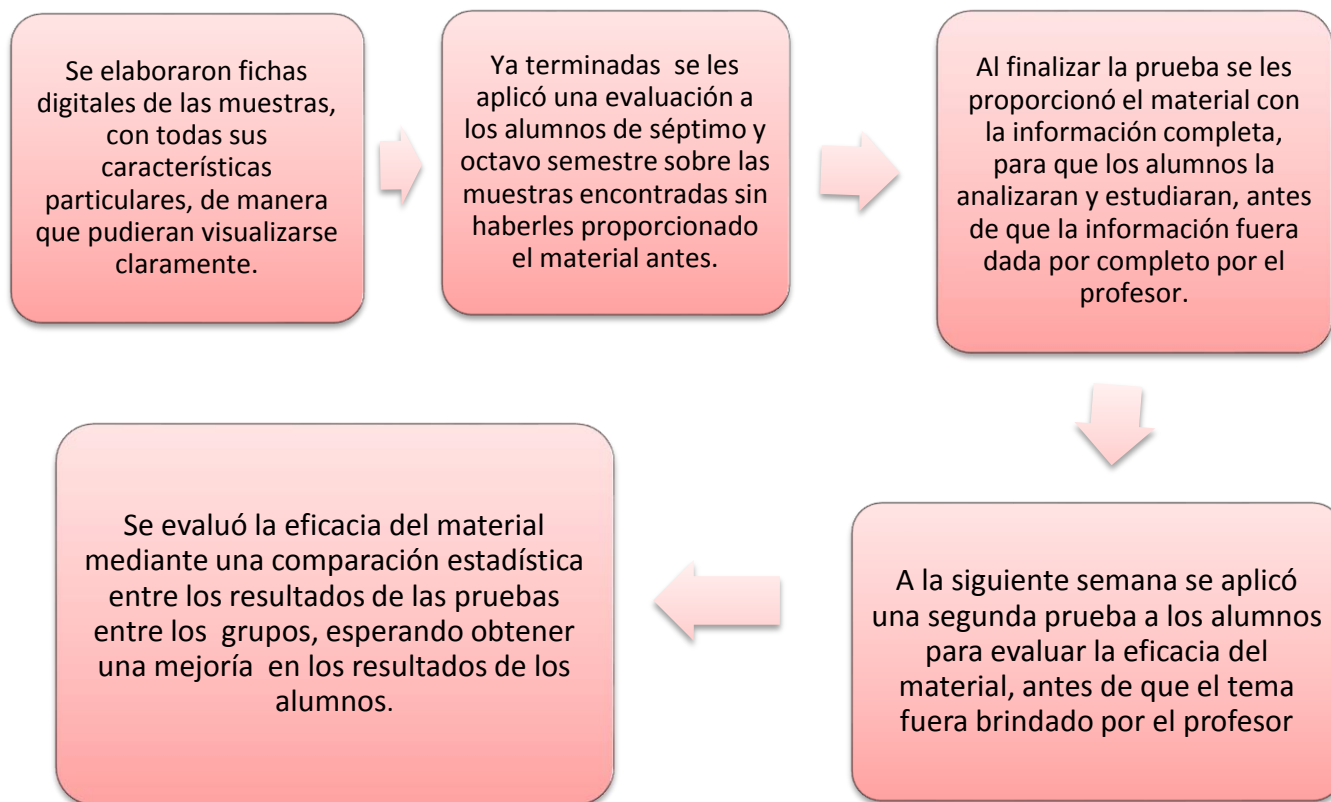 Se elaboraron fichas
digitales de las muestras,
con todas sus
características
particulares, de manera
que pudieran visualizarse
claramente.
Ya terminadas se les
aplicó una evaluación a
los alumnos de séptimo y
octavo semestre sobre las
muestras encontradas sin
haberles proporcionado
el material antes.
Al finalizar la prueba se les
proporcionó el material con
la información completa,
para que los alumnos la
analizaran y estudiaran, antes
de que la información fuera
dada por completo por el
profesor.
A la siguiente semana se aplicó
una segunda prueba a los alumnos
para evaluar la eficacia del
material, antes de que el tema
fuera brindado por el profesor
Se evaluó la eficacia del material
mediante una comparación estadística
entre los resultados de las pruebas
entre los grupos, esperando obtener
una mejoría en los resultados de los
alumnos.